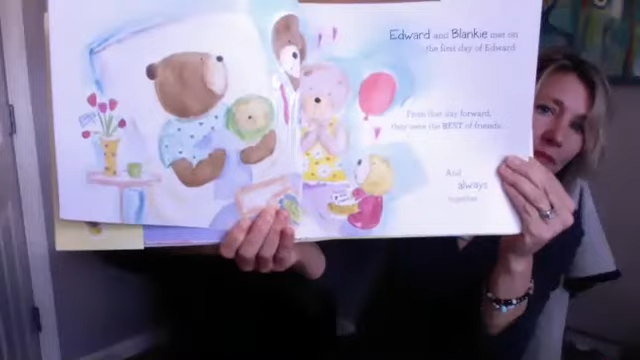 Edward and Blankie met on
the first day of Edward.
From that day forward,
they were the BEST of friends.
And
always
together.